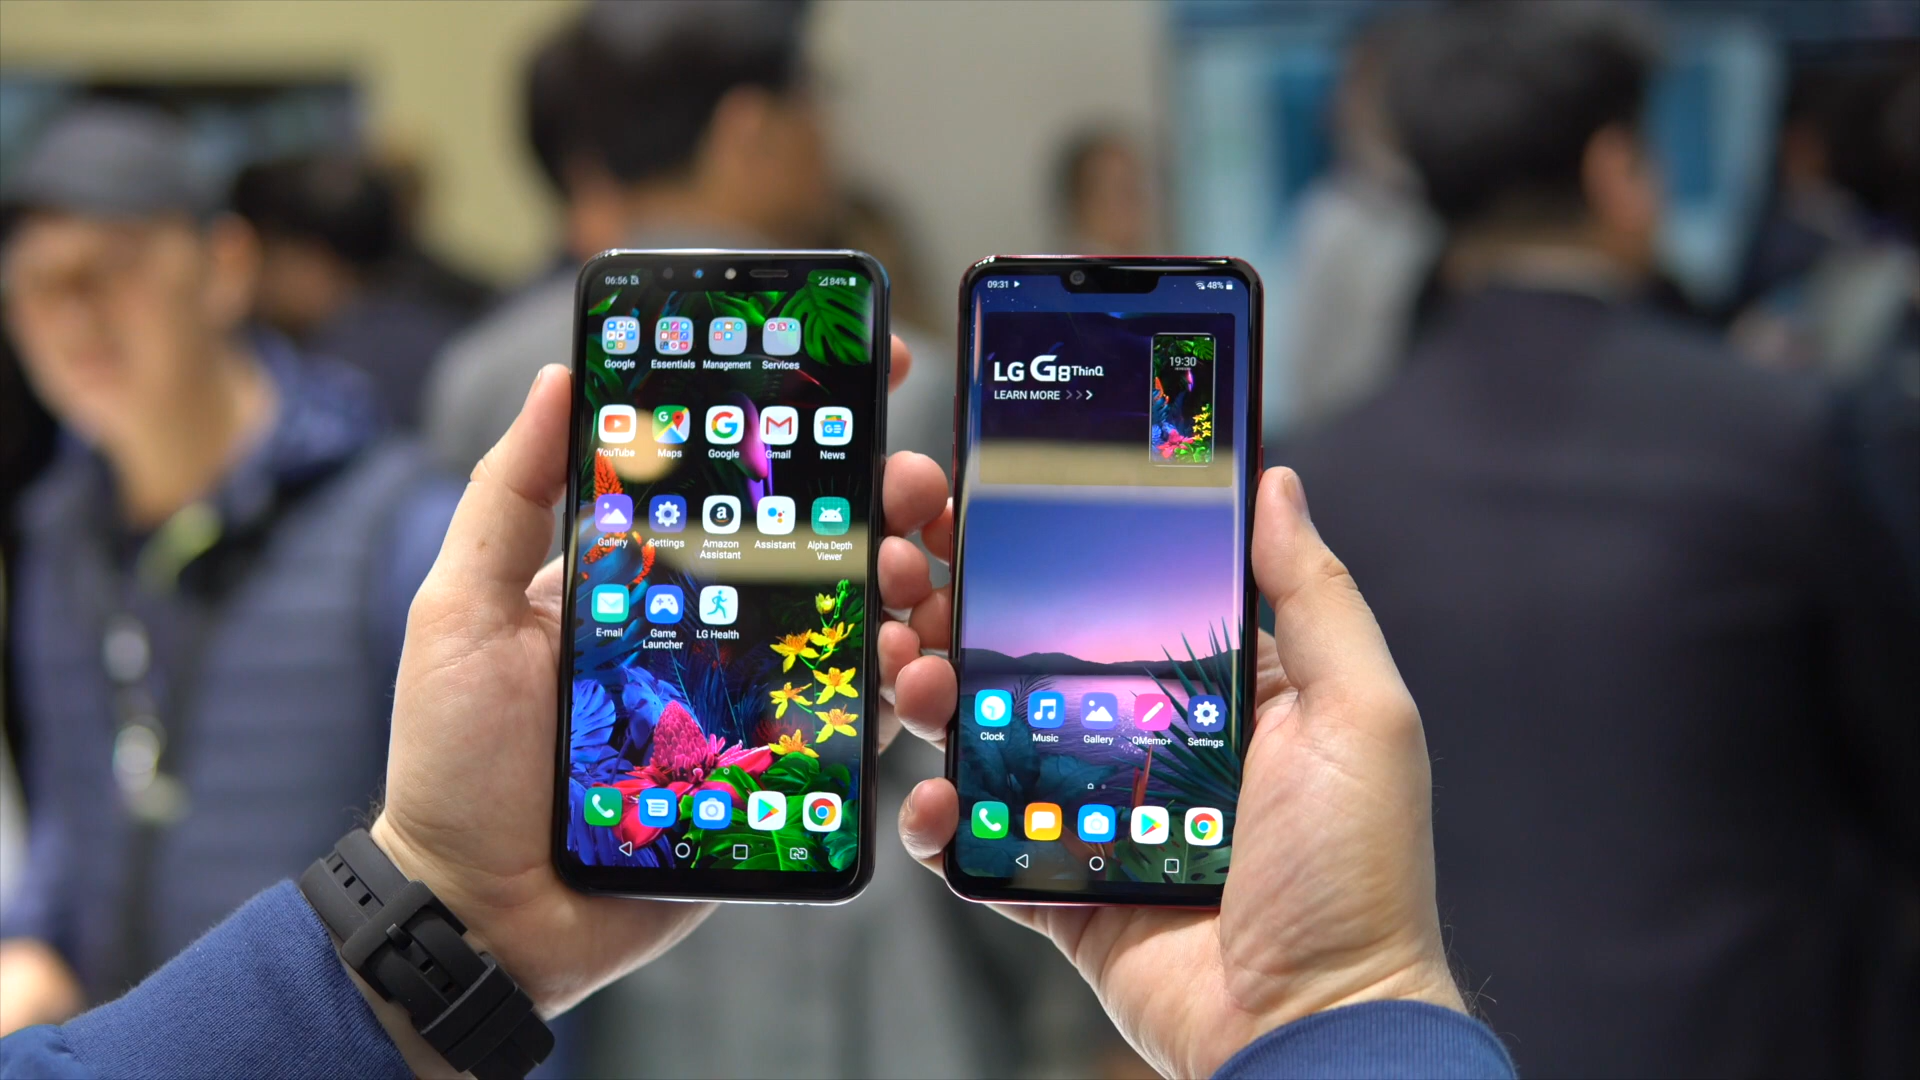 06:56
84%
Google
Essentials
Management
Services
YouTube
Maps
Google
Gmail
News
Gallery
Settings
Amazon
Assistant
Assistant
Alpha Depth
Viewer
E-mail
Game
Launcher
LG Health
09:31
48%
LG G8 ThinQ
LEARN MORE >>>
19:30
Clock
Music
Gallery
QMemo+
Settings